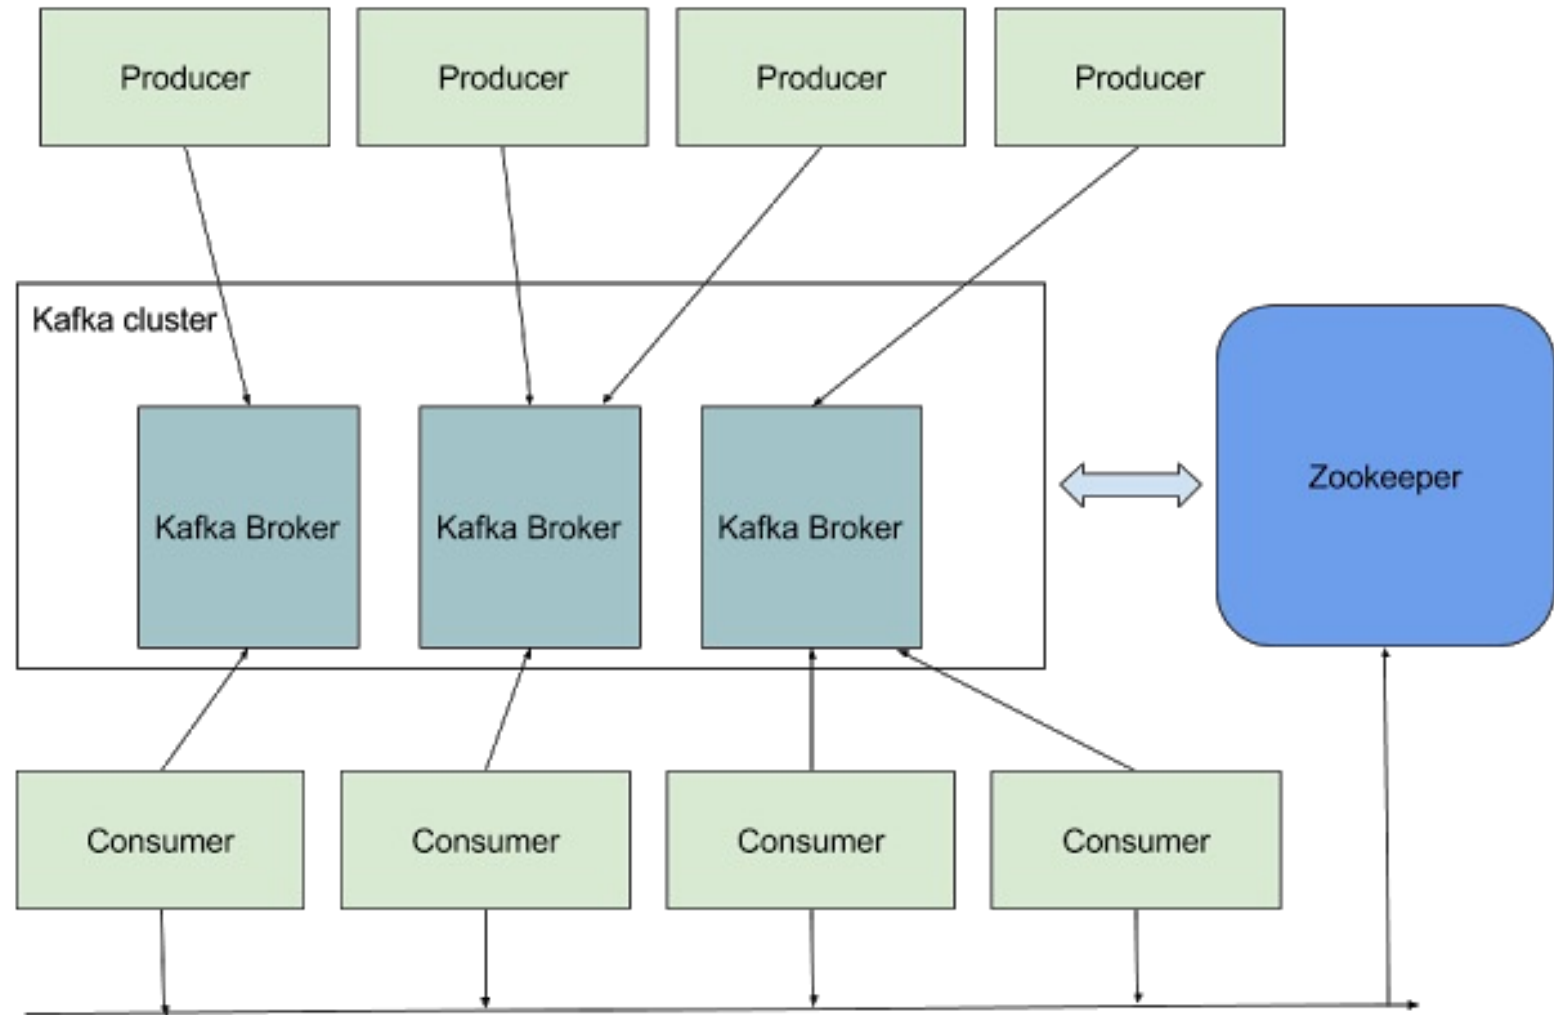 Producer
Producer
Producer
Producer
Kafka cluster
Kafka Broker
Kafka Broker
Kafka Broker
Zookeeper
Consumer
Consumer
Consumer
Consumer